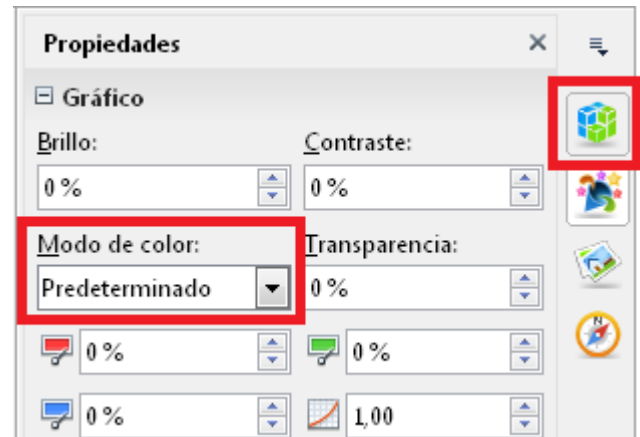 Propiedades
Gráfico
Brillo: Contraste:
0 % 0 %
Modo de color: Transparencia:
Predeterminado 0 %
0 % 0 %
0 % 1,00
N